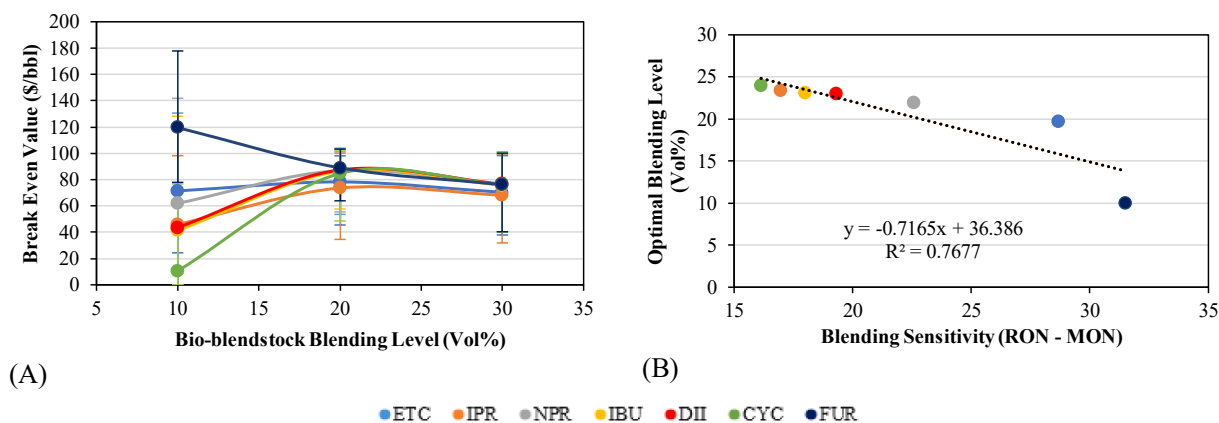 200
180
160
140
120
100
80
60
40
20
0
Break Even Value ($/bbl)
5 10 15 20 25 30 35
Bio-blendstock Blending Level (Vol%)
(A)
30
25
20
15
10
5
0
Optimal Blending Level
(Vol%)
y = -0.7165x + 36.386
R² = 0.7677
15 20 25 30 35
Blending Sensitivity (RON - MON)
(B)
ETC IPR NPR IBU DII CYC FUR